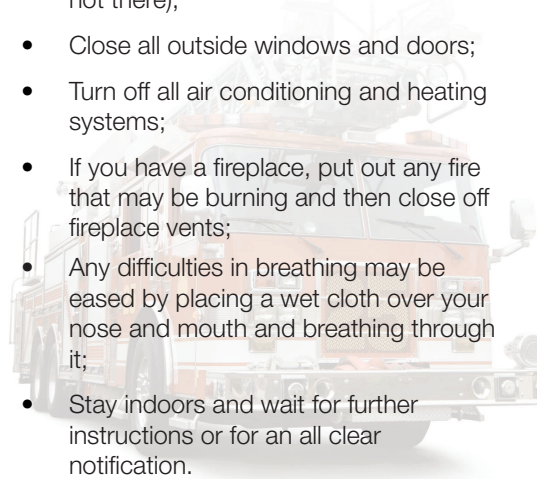 not there);
• Close all outside windows and doors;
• Turn off all air conditioning and heating
systems;
• If you have a fireplace, put out any fire
that may be burning and then close off
fireplace vents;
• Any difficulties in breathing may be
eased by placing a wet cloth over your
nose and mouth and breathing through
it;
• Stay indoors and wait for further
instructions or for an all clear
notification.